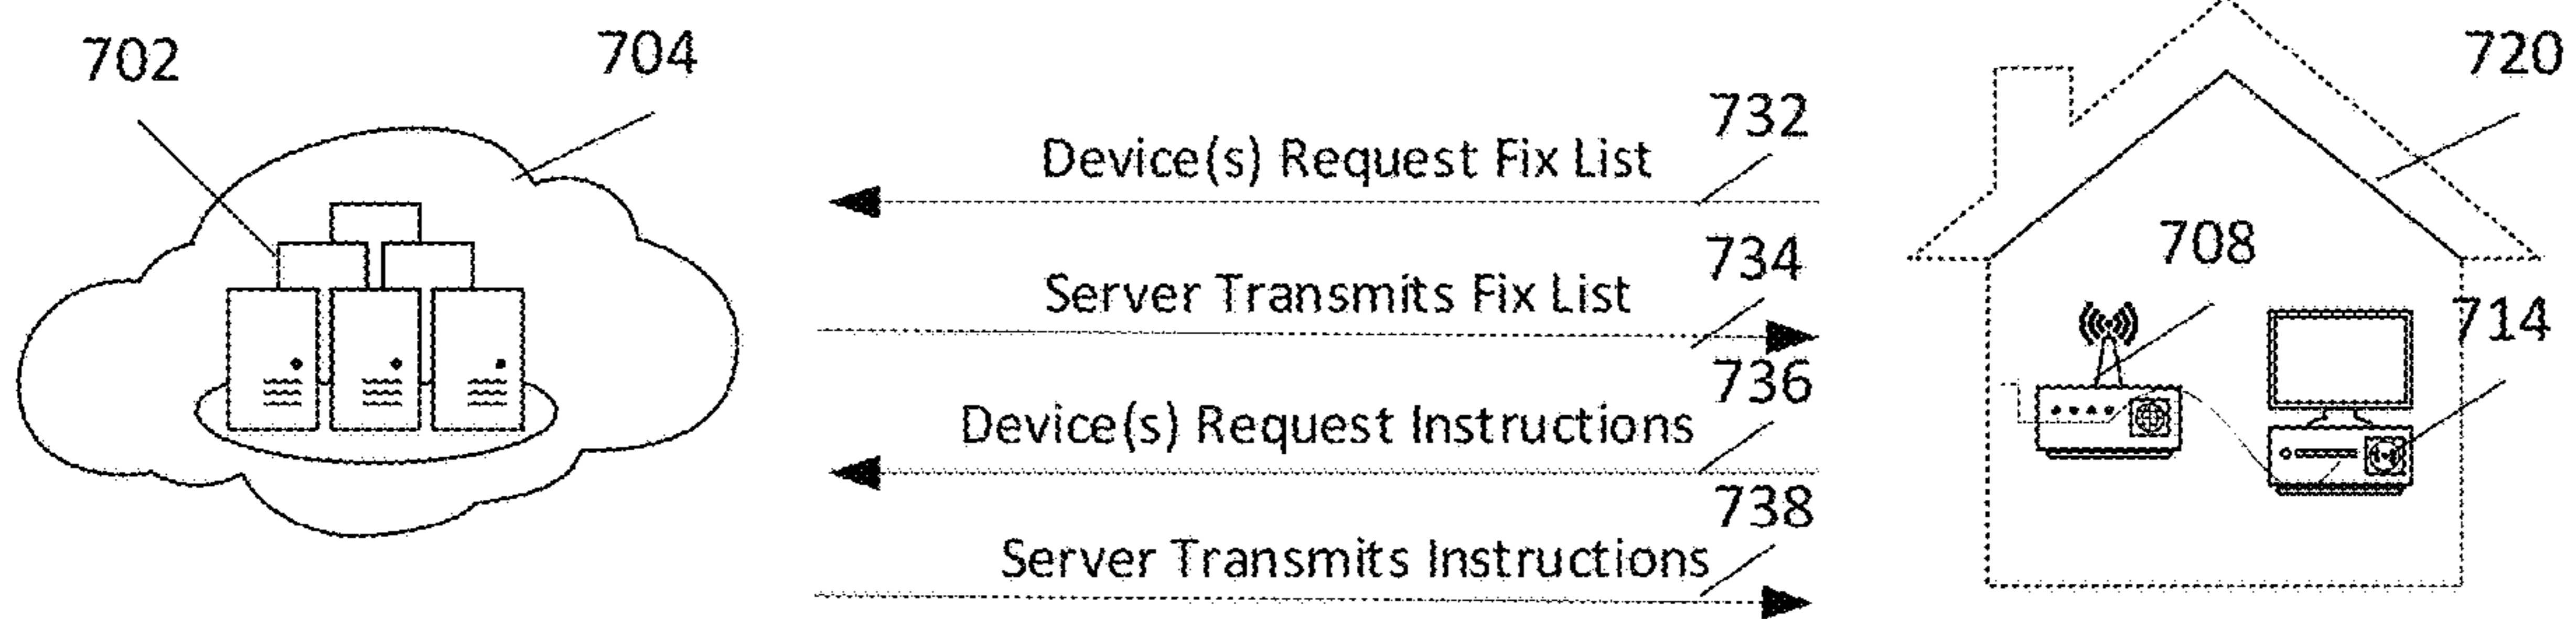 702
704
720
732
Device(s) Request Fix List
708
734
Server Transmits Fix List
714
736
Device(s) Request Instructions
738
Server Transmits Instructions